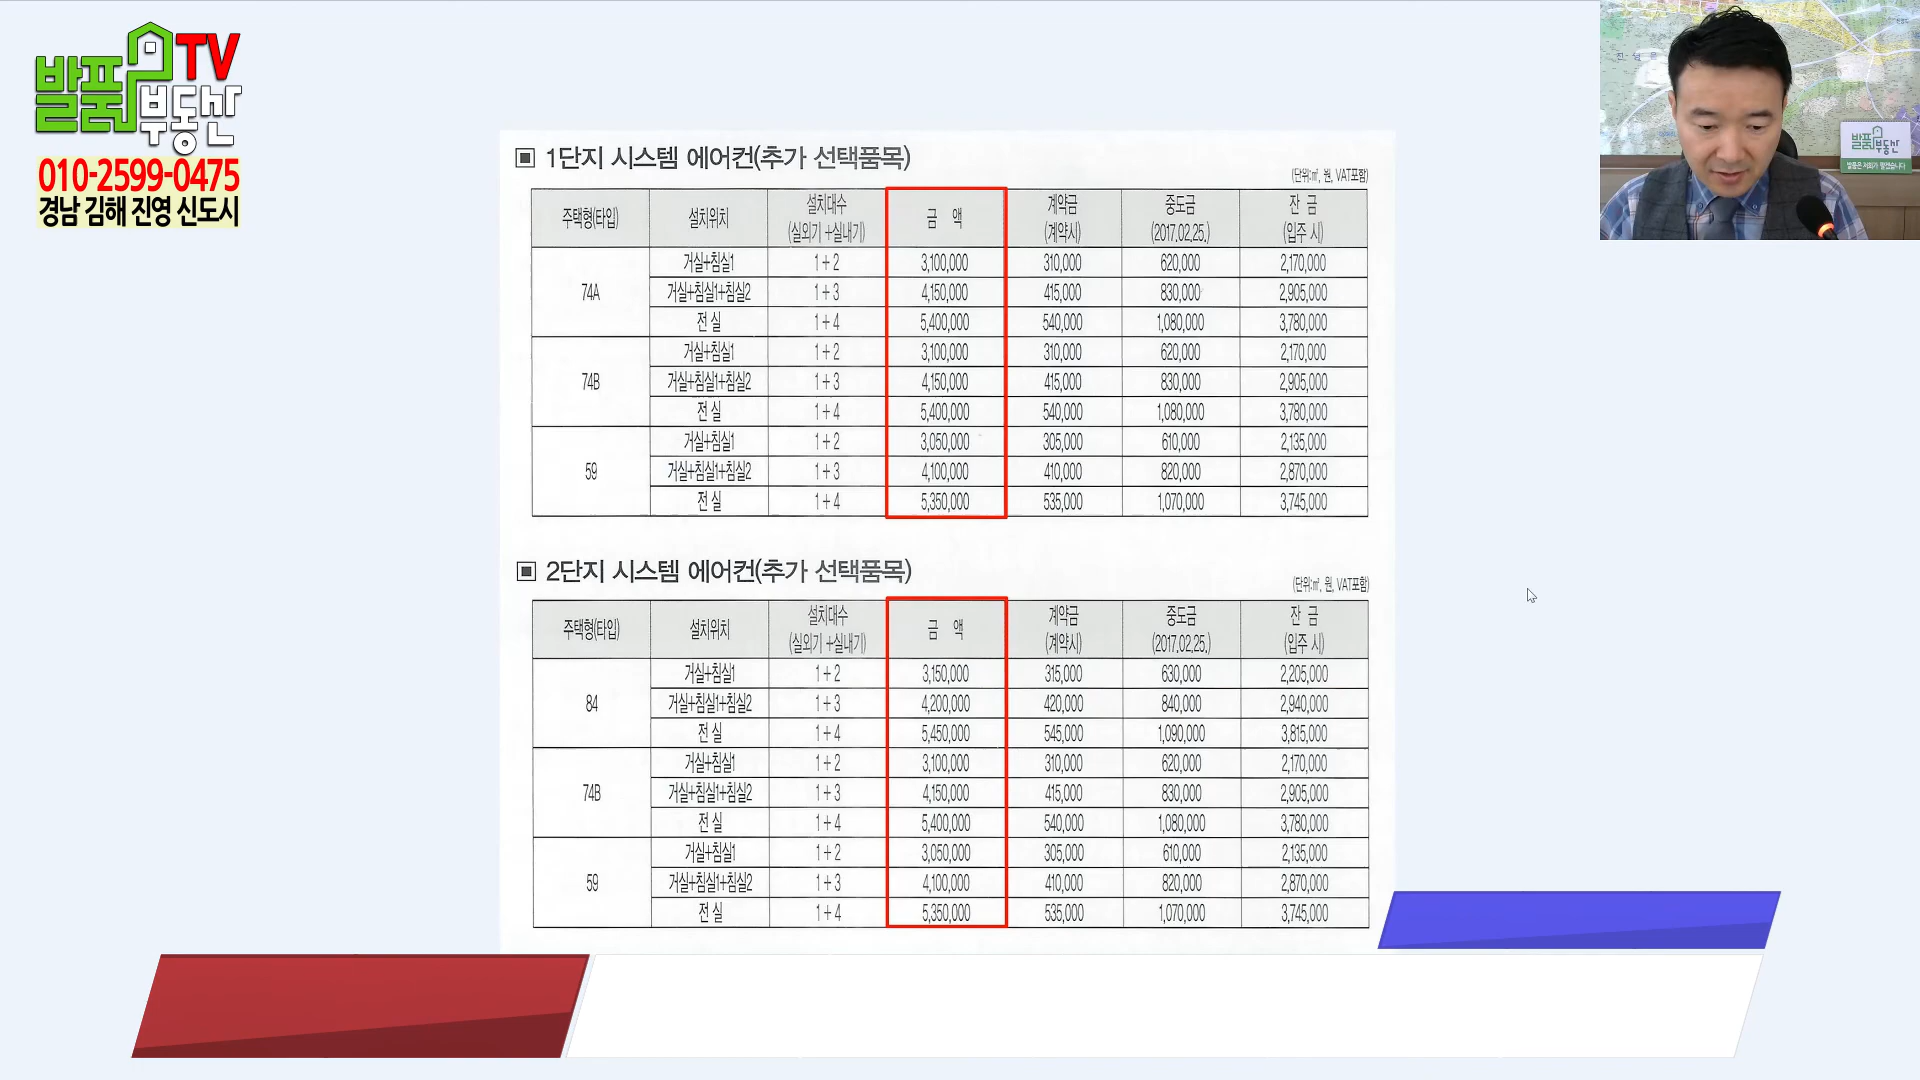 발품 TV
부동산
010-2599-0475
경남 김해 진영 신도시
발품
부동산
발품은 저희가 팔겠습니다
▣ 1단지 시스템 에어컨(추가 선택품목)
(단위:㎡, 원, VAT포함)
주택형(타입) 설치위치 설치대수 (실외기 +실내기) 금 액 계약금 (계약시) 중도금 (2017.02.25.) 잔 금 (입주 시)
74A 거실+침실1 1+2 3,100,000 310,000 620,000 2,170,000
거실+침실1+침실2 1+3 4,150,000 415,000 830,000 2,905,000
전 실 1+4 5,400,000 540,000 1,080,000 3,780,000
74B 거실+침실1 1+2 3,100,000 310,000 620,000 2,170,000
거실+침실1+침실2 1+3 4,150,000 415,000 830,000 2,905,000
전 실 1+4 5,400,000 540,000 1,080,000 3,780,000
59 거실+침실1 1+2 3,050,000 305,000 610,000 2,135,000
거실+침실1+침실2 1+3 4,100,000 410,000 820,000 2,870,000
전 실 1+4 5,350,000 535,000 1,070,000 3,745,000
▣ 2단지 시스템 에어컨(추가 선택품목)
(단위:㎡, 원, VAT포함)
주택형(타입) 설치위치 설치대수 (실외기 +실내기) 금 액 계약금 (계약시) 중도금 (2017.02.25.) 잔 금 (입주 시)
84 거실+침실1 1+2 3,150,000 315,000 630,000 2,205,000
거실+침실1+침실2 1+3 4,200,000 420,000 840,000 2,940,000
전 실 1+4 5,450,000 545,000 1,090,000 3,815,000
74B 거실+침실1 1+2 3,100,000 310,000 620,000 2,170,000
거실+침실1+침실2 1+3 4,150,000 415,000 830,000 2,905,000
전 실 1+4 5,400,000 540,000 1,080,000 3,780,000
59 거실+침실1 1+2 3,050,000 305,000 610,000 2,135,000
거실+침실1+침실2 1+3 4,100,000 410,000 820,000 2,870,000
전 실 1+4 5,350,000 535,000 1,070,000 3,745,000